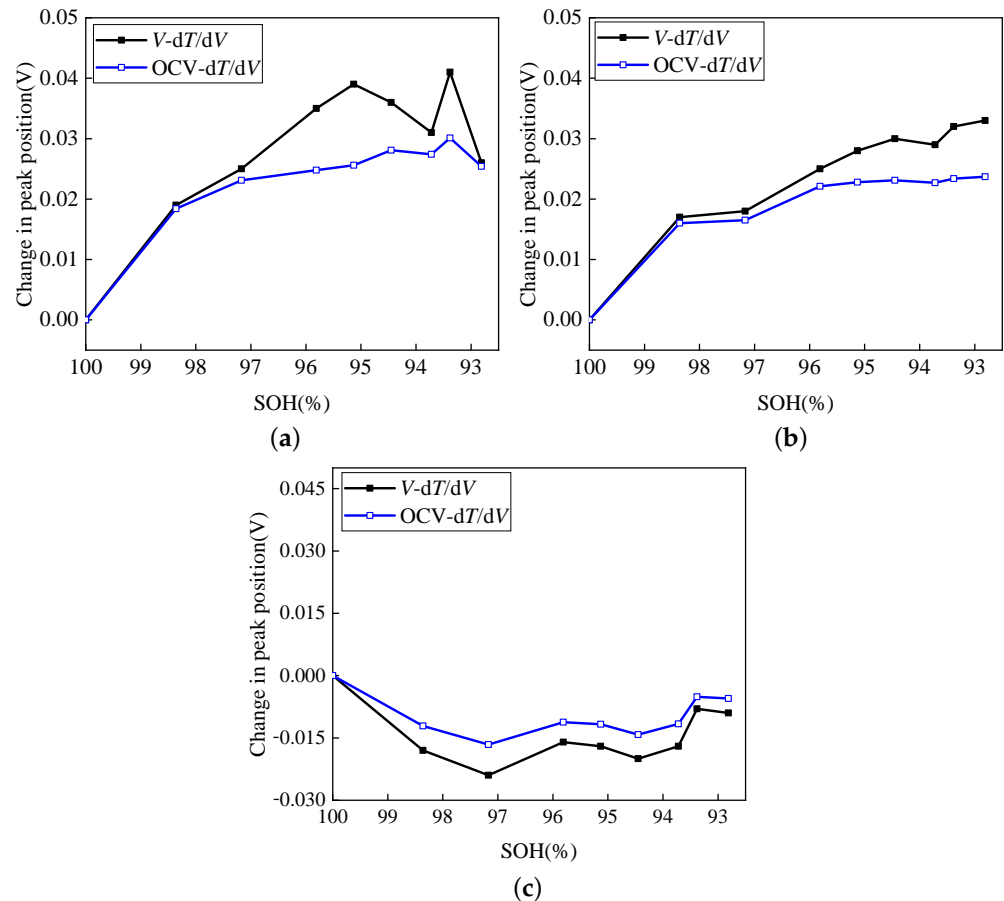 0.05
0.04
0.03
0.02
0.01
0.00
Change in peak position(V)
V-dT/dV
OCV-dT/dV
100 99 98 97 96 95 94 93
SOH(%)
(a)
0.05
0.04
0.03
0.02
0.01
0.00
Change in peak position(V)
V-dT/dV
OCV-dT/dV
100 99 98 97 96 95 94 93
SOH(%)
(b)
0.045
0.030
0.015
0.000
-0.015
-0.030
Change in peak position(V)
V-dT/dV
OCV-dT/dV
100 99 98 97 96 95 94 93
SOH(%)
(c)